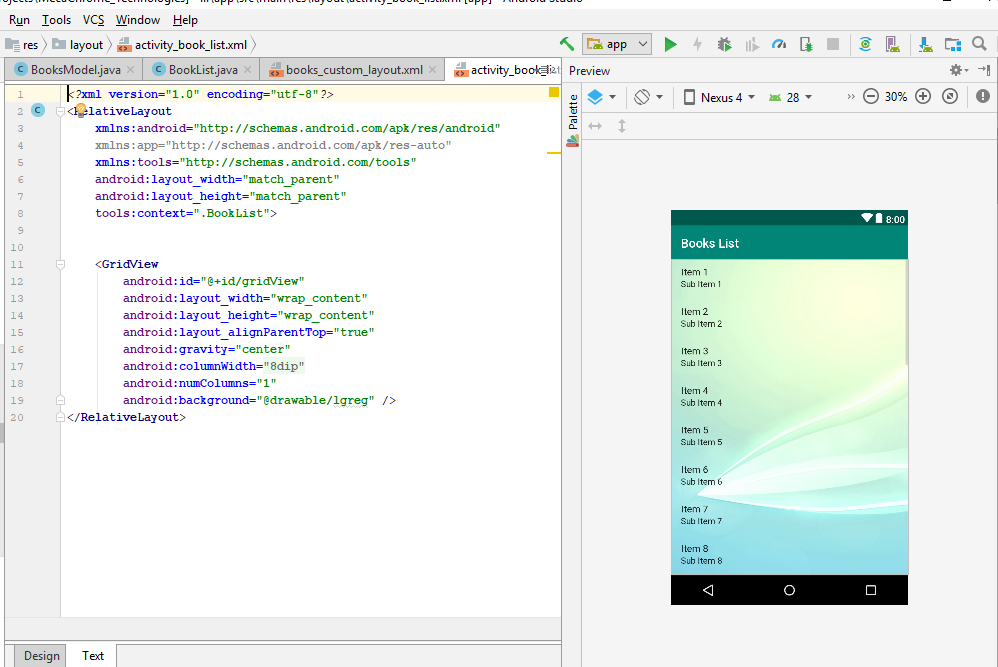 Run Tools VCS Window Help
res layout activity_book_list.xml app
BooksModel.java BookList.java books_custom_layout.xml
Preview
1 <?xml version="1.0" encoding="utf-8"?>
2
3 xmlns:android="http://schemas.android.com/apk/res/android"
4 xmlns:app="http://schemas.android.com/apk/res-auto"
5 xmlns:tools="http://schemas.android.com/tools"
6 android:layout_width="match_parent"
7 android:layout_height="match_parent"
8 tools:context=".BookList">
9
10
11 <GridView
12 android:id="@+id/gridView"
13 android:layout_width="wrap_content"
14 android:layout_height="wrap_content"
15 android:layout_alignParentTop="true"
16 android:gravity="center"
17 android:columnWidth="8dip"
18 android:numColumns="1"
19 android:background="@drawable/lgreg" />
20 </RelativeLayout>
Design Text
Palette
Nexus 4 28 30%
8:00
Books List
Item 1
Sub Item 1
Item 2
Sub Item 2
Item 3
Sub Item 3
Item 4
Sub Item 4
Item 5
Sub Item 5
Item 6
Sub Item 6
Item 7
Sub Item 7
Item 8
Sub Item 8